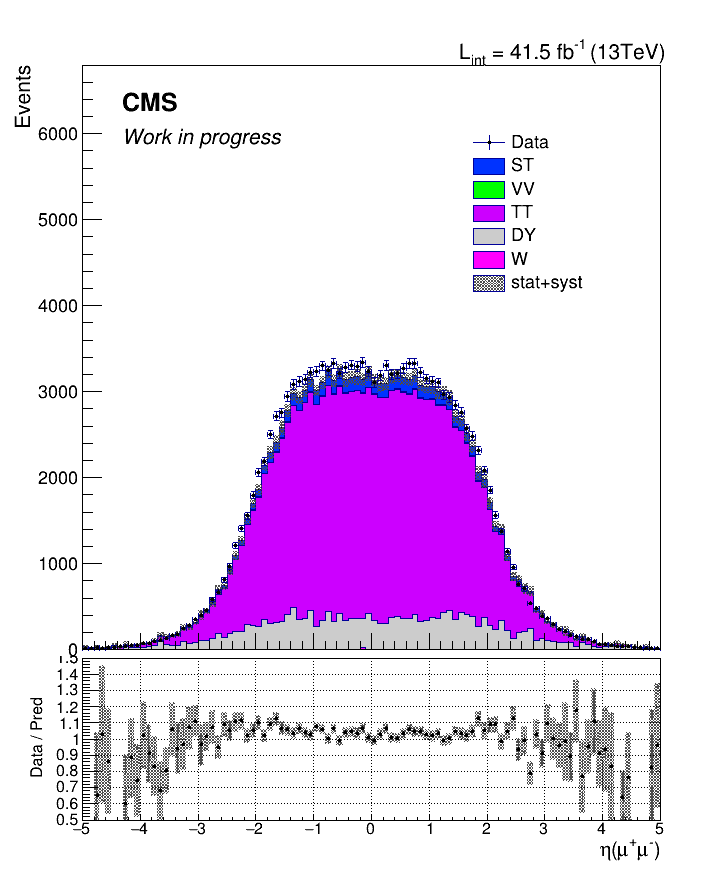 L_int = 41.5 fb^-1 (13TeV)
Events
CMS
Work in progress
Data
ST
VV
TT
DY
W
stat+syst
6000
5000
4000
3000
2000
1000
0
1.5
1.4
1.3
1.2
1.1
1
0.9
0.8
0.7
0.6
0.5
Data / Pred
−5 −4 −3 −2 −1 0 1 2 3 4 5
η(μ⁺μ⁻)